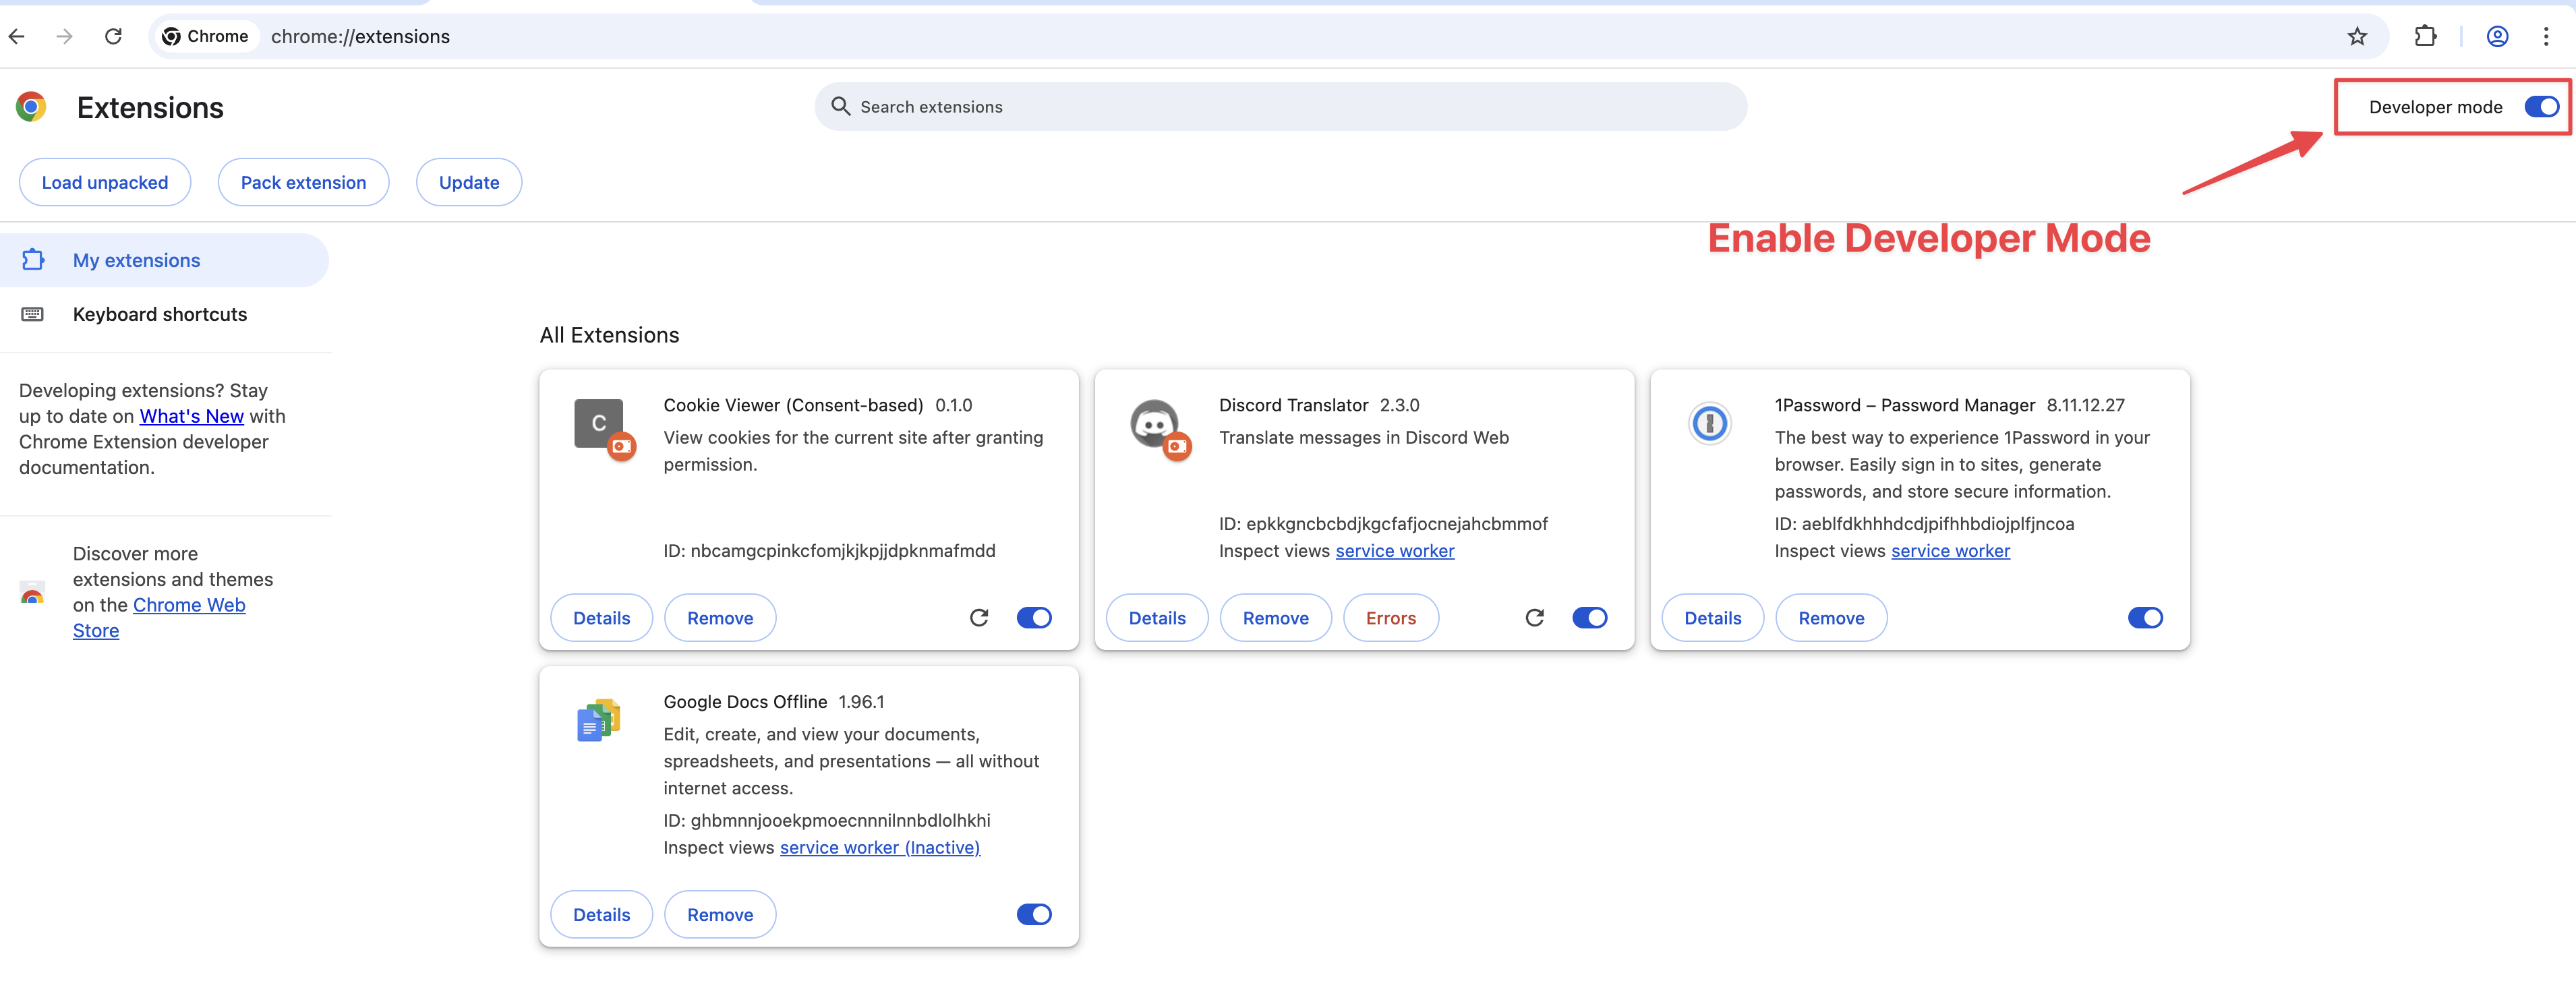 Chrome chrome://extensions
Extensions
Search extensions
Developer mode
Load unpacked
Pack extension
Update
Enable Developer Mode
My extensions
Keyboard shortcuts
Developing extensions? Stay
up to date on What's New with
Chrome Extension developer
documentation.
Discover more
extensions and themes
on the Chrome Web
Store
All Extensions
C
Cookie Viewer (Consent-based) 0.1.0
View cookies for the current site after granting
permission.
ID: nbcamgcpinkcfomjkjkpjjdpknmafmdd
Details
Remove
Discord Translator 2.3.0
Translate messages in Discord Web
ID: epkkgncbcbdjkgcfafjocnejahcbmmof
Inspect views service worker
Details
Remove
Errors
1Password – Password Manager 8.11.12.27
The best way to experience 1Password in your
browser. Easily sign in to sites, generate
passwords, and store secure information.
ID: aeblfdkhhhdcdjpifhhbdiojplfjncoa
Inspect views service worker
Details
Remove
Google Docs Offline 1.96.1
Edit, create, and view your documents,
spreadsheets, and presentations — all without
internet access.
ID: ghbmnnjooekpmoecnnnilnnbdlolhkhi
Inspect views service worker (Inactive)
Details
Remove